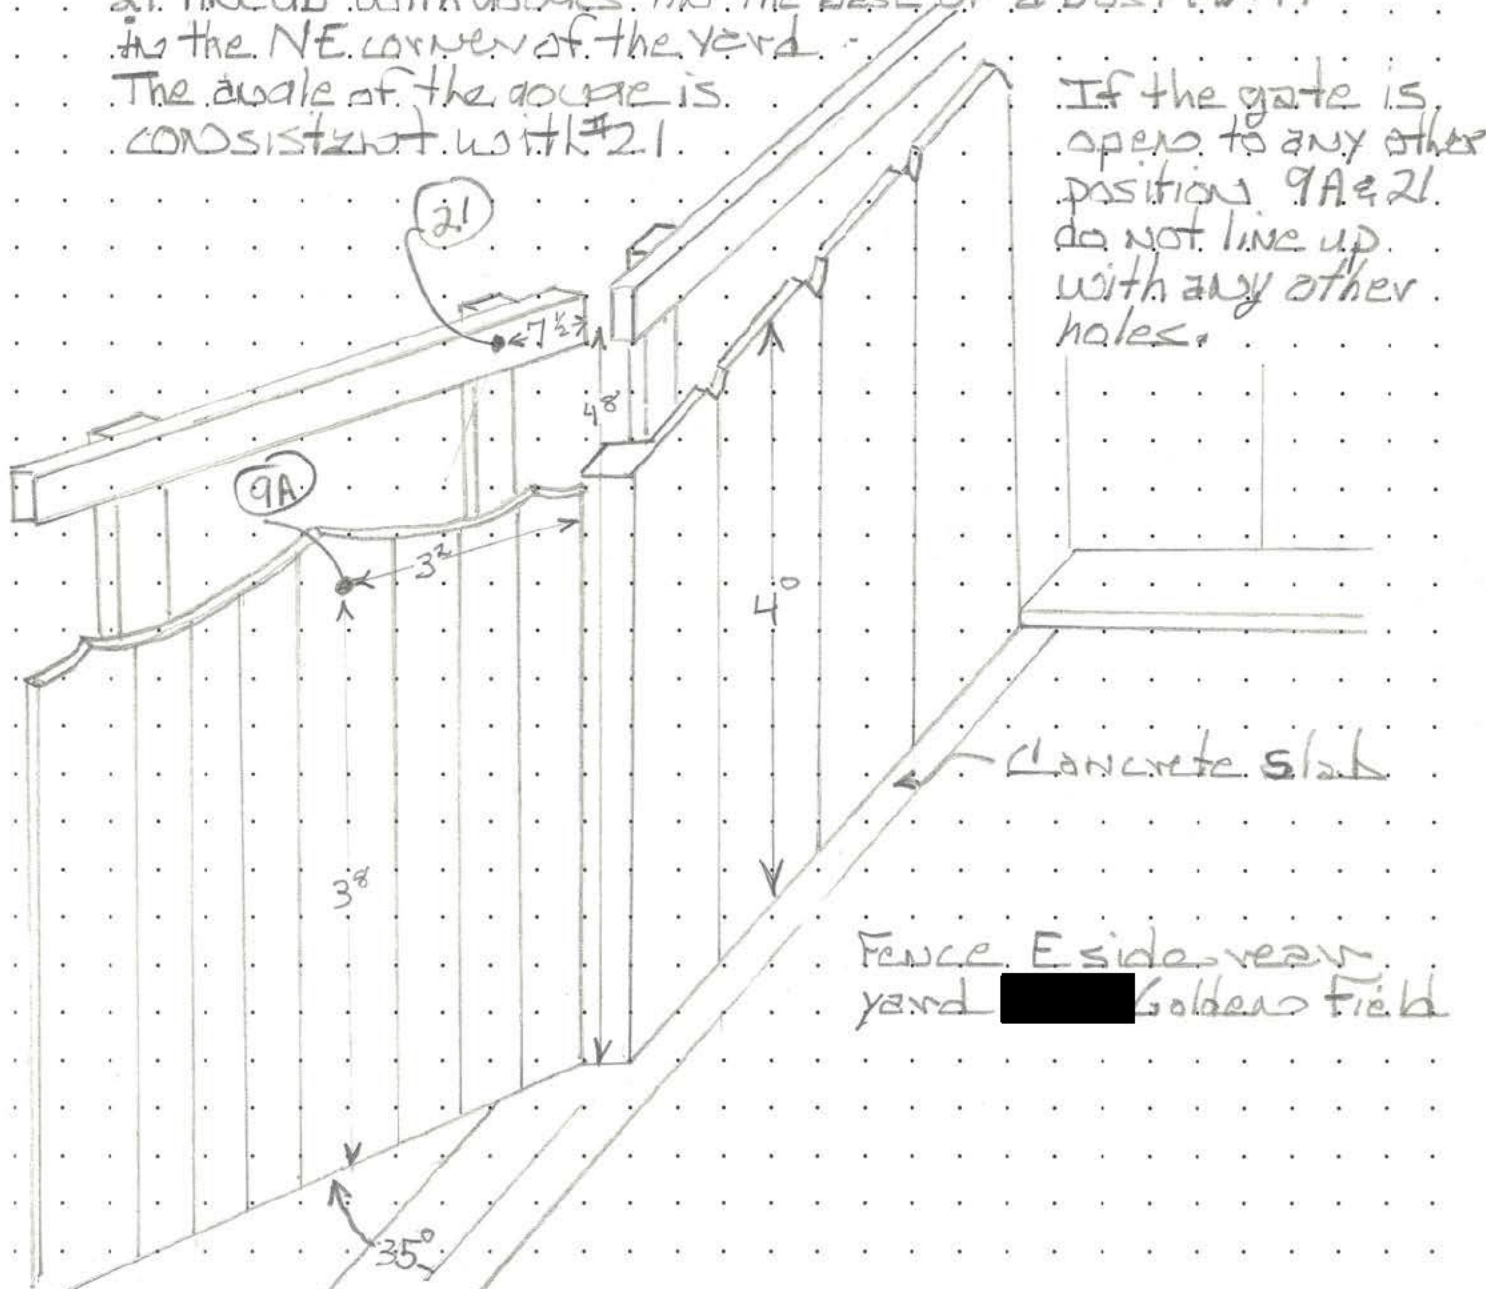 in the NE corner of the yard
The angle of the gouge is
consistent with #21
If the gate is
open to any other
position 9A & 21
do not line up
with any other
holes.
21
7½
4⁸
9A
3²
4⁰
3⁸
Concrete slab
Fence E side rear
yard Golden Field
35°